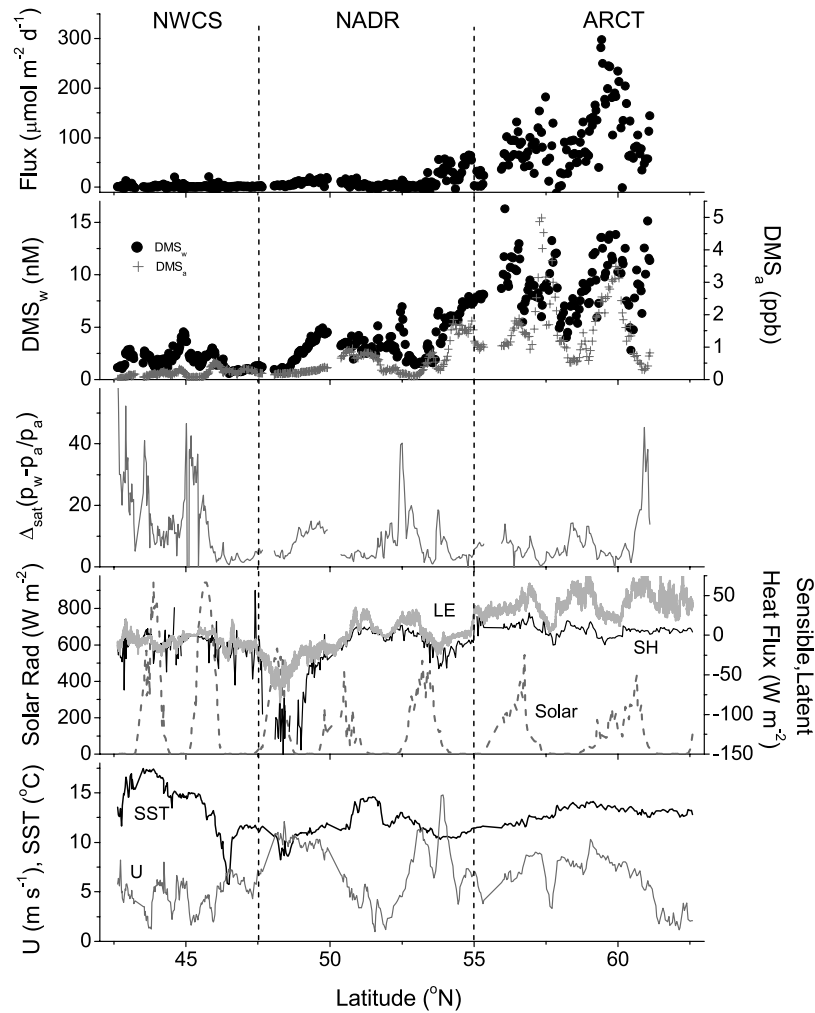 NWCS NADR ARCT
Flux (μmol m-2 d-1)
300
200
100
0
DMSw (nM)
15
10
5
0
DMSw
DMSa
DMSa (ppb)
5
4
3
2
1
0
Δsat(pw-pa/pa)
40
20
0
Solar Rad (W m-2)
800
600
400
200
0
LE
SH
Solar
Sensible,Latent
Heat Flux (W m-2)
50
0
-50
-100
-150
U (m s-1), SST (oC)
15
10
5
0
SST
U
45 50 55 60
Latitude (oN)